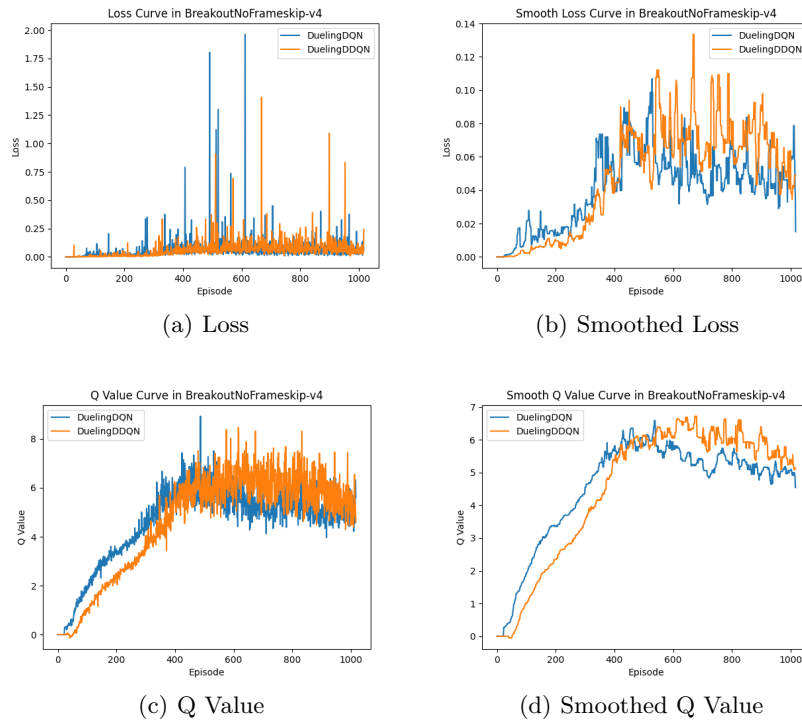 Loss Curve in BreakoutNoFrameskip-v4
2.00
1.75
1.50
1.25
1.00
0.75
0.50
0.25
0.00
Loss
DuelingDQN
DuelingDDQN
0 200 400 600 800 1000
Episode
(a) Loss
Smooth Loss Curve in BreakoutNoFrameskip-v4
0.14
0.12
0.10
0.08
0.06
0.04
0.02
0.00
Loss
DuelingDQN
DuelingDDQN
0 200 400 600 800 1000
Episode
(b) Smoothed Loss
Q Value Curve in BreakoutNoFrameskip-v4
8
6
4
2
0
Q Value
DuelingDQN
DuelingDDQN
0 200 400 600 800 1000
Episode
(c) Q Value
Smooth Q Value Curve in BreakoutNoFrameskip-v4
7
6
5
4
3
2
1
0
Q Value
DuelingDQN
DuelingDDQN
0 200 400 600 800 1000
Episode
(d) Smoothed Q Value